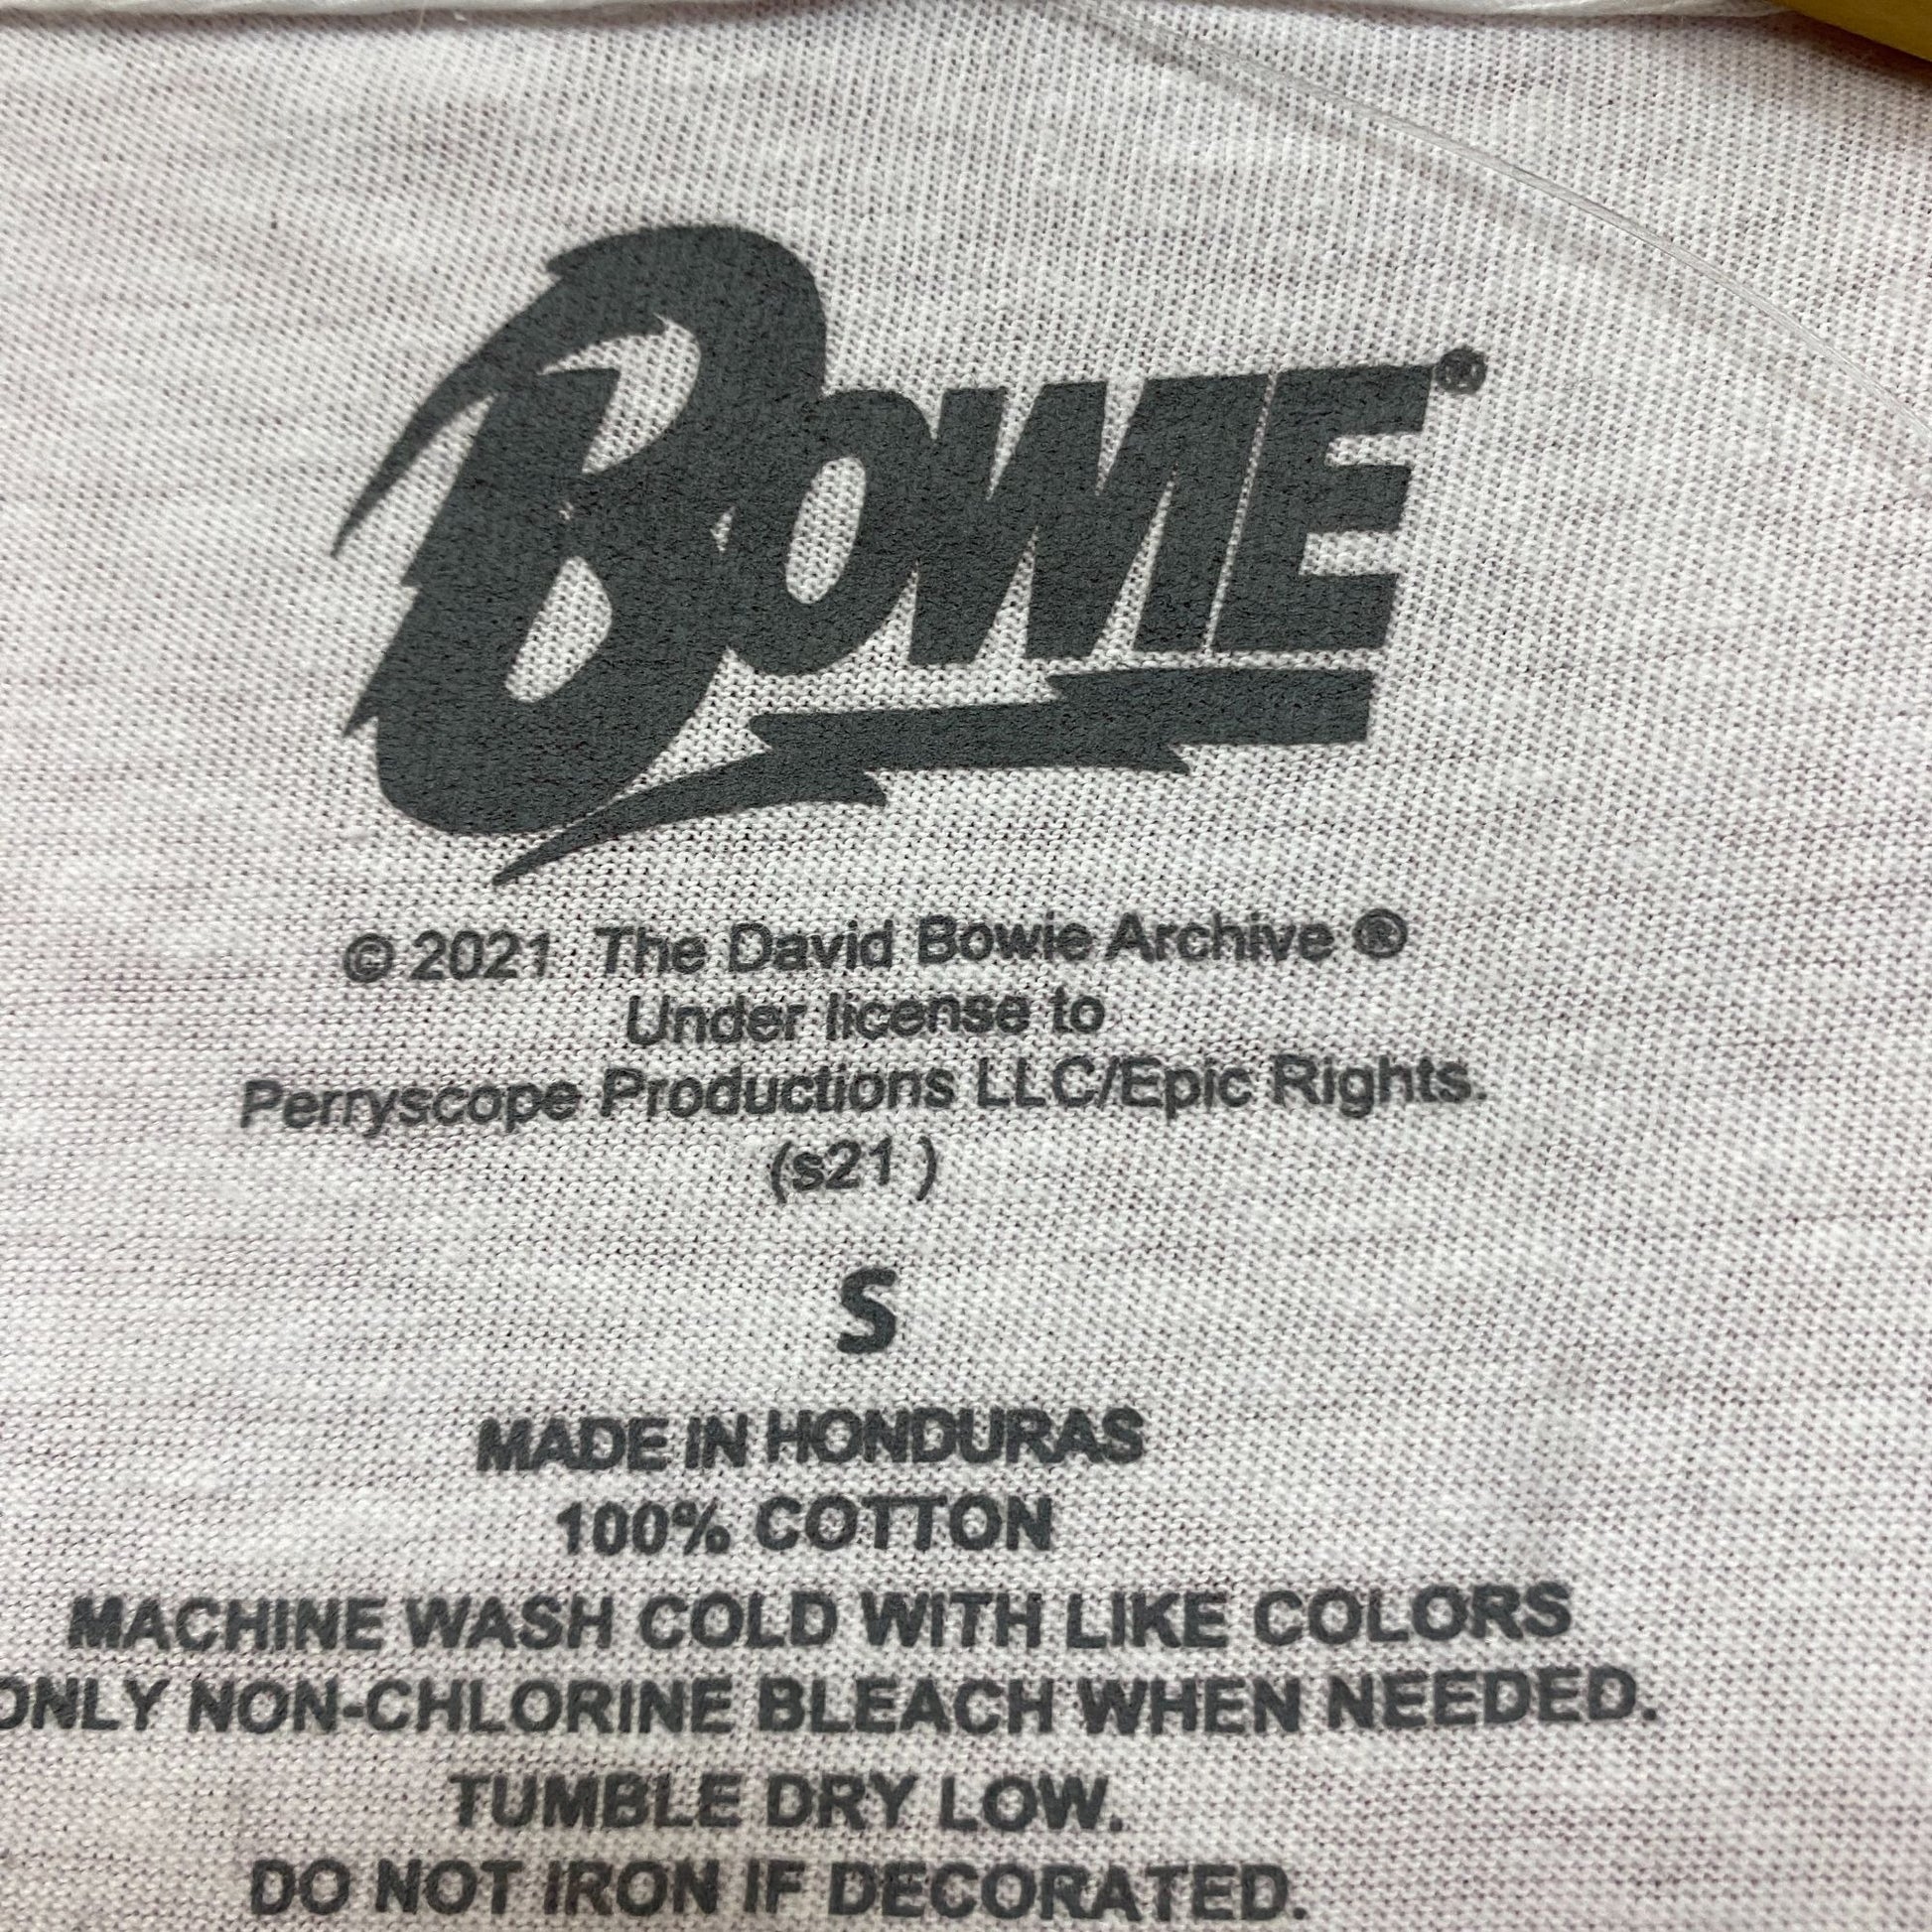 BOWIE®
© 2021 The David Bowie Archive ®
Under license to
Perryscope Productions LLC/Epic Rights.
(s21 )
S
MADE IN HONDURAS
100% COTTON
MACHINE WASH COLD WITH LIKE COLORS
ONLY NON-CHLORINE BLEACH WHEN NEEDED.
TUMBLE DRY LOW.
DO NOT IRON IF DECORATED.